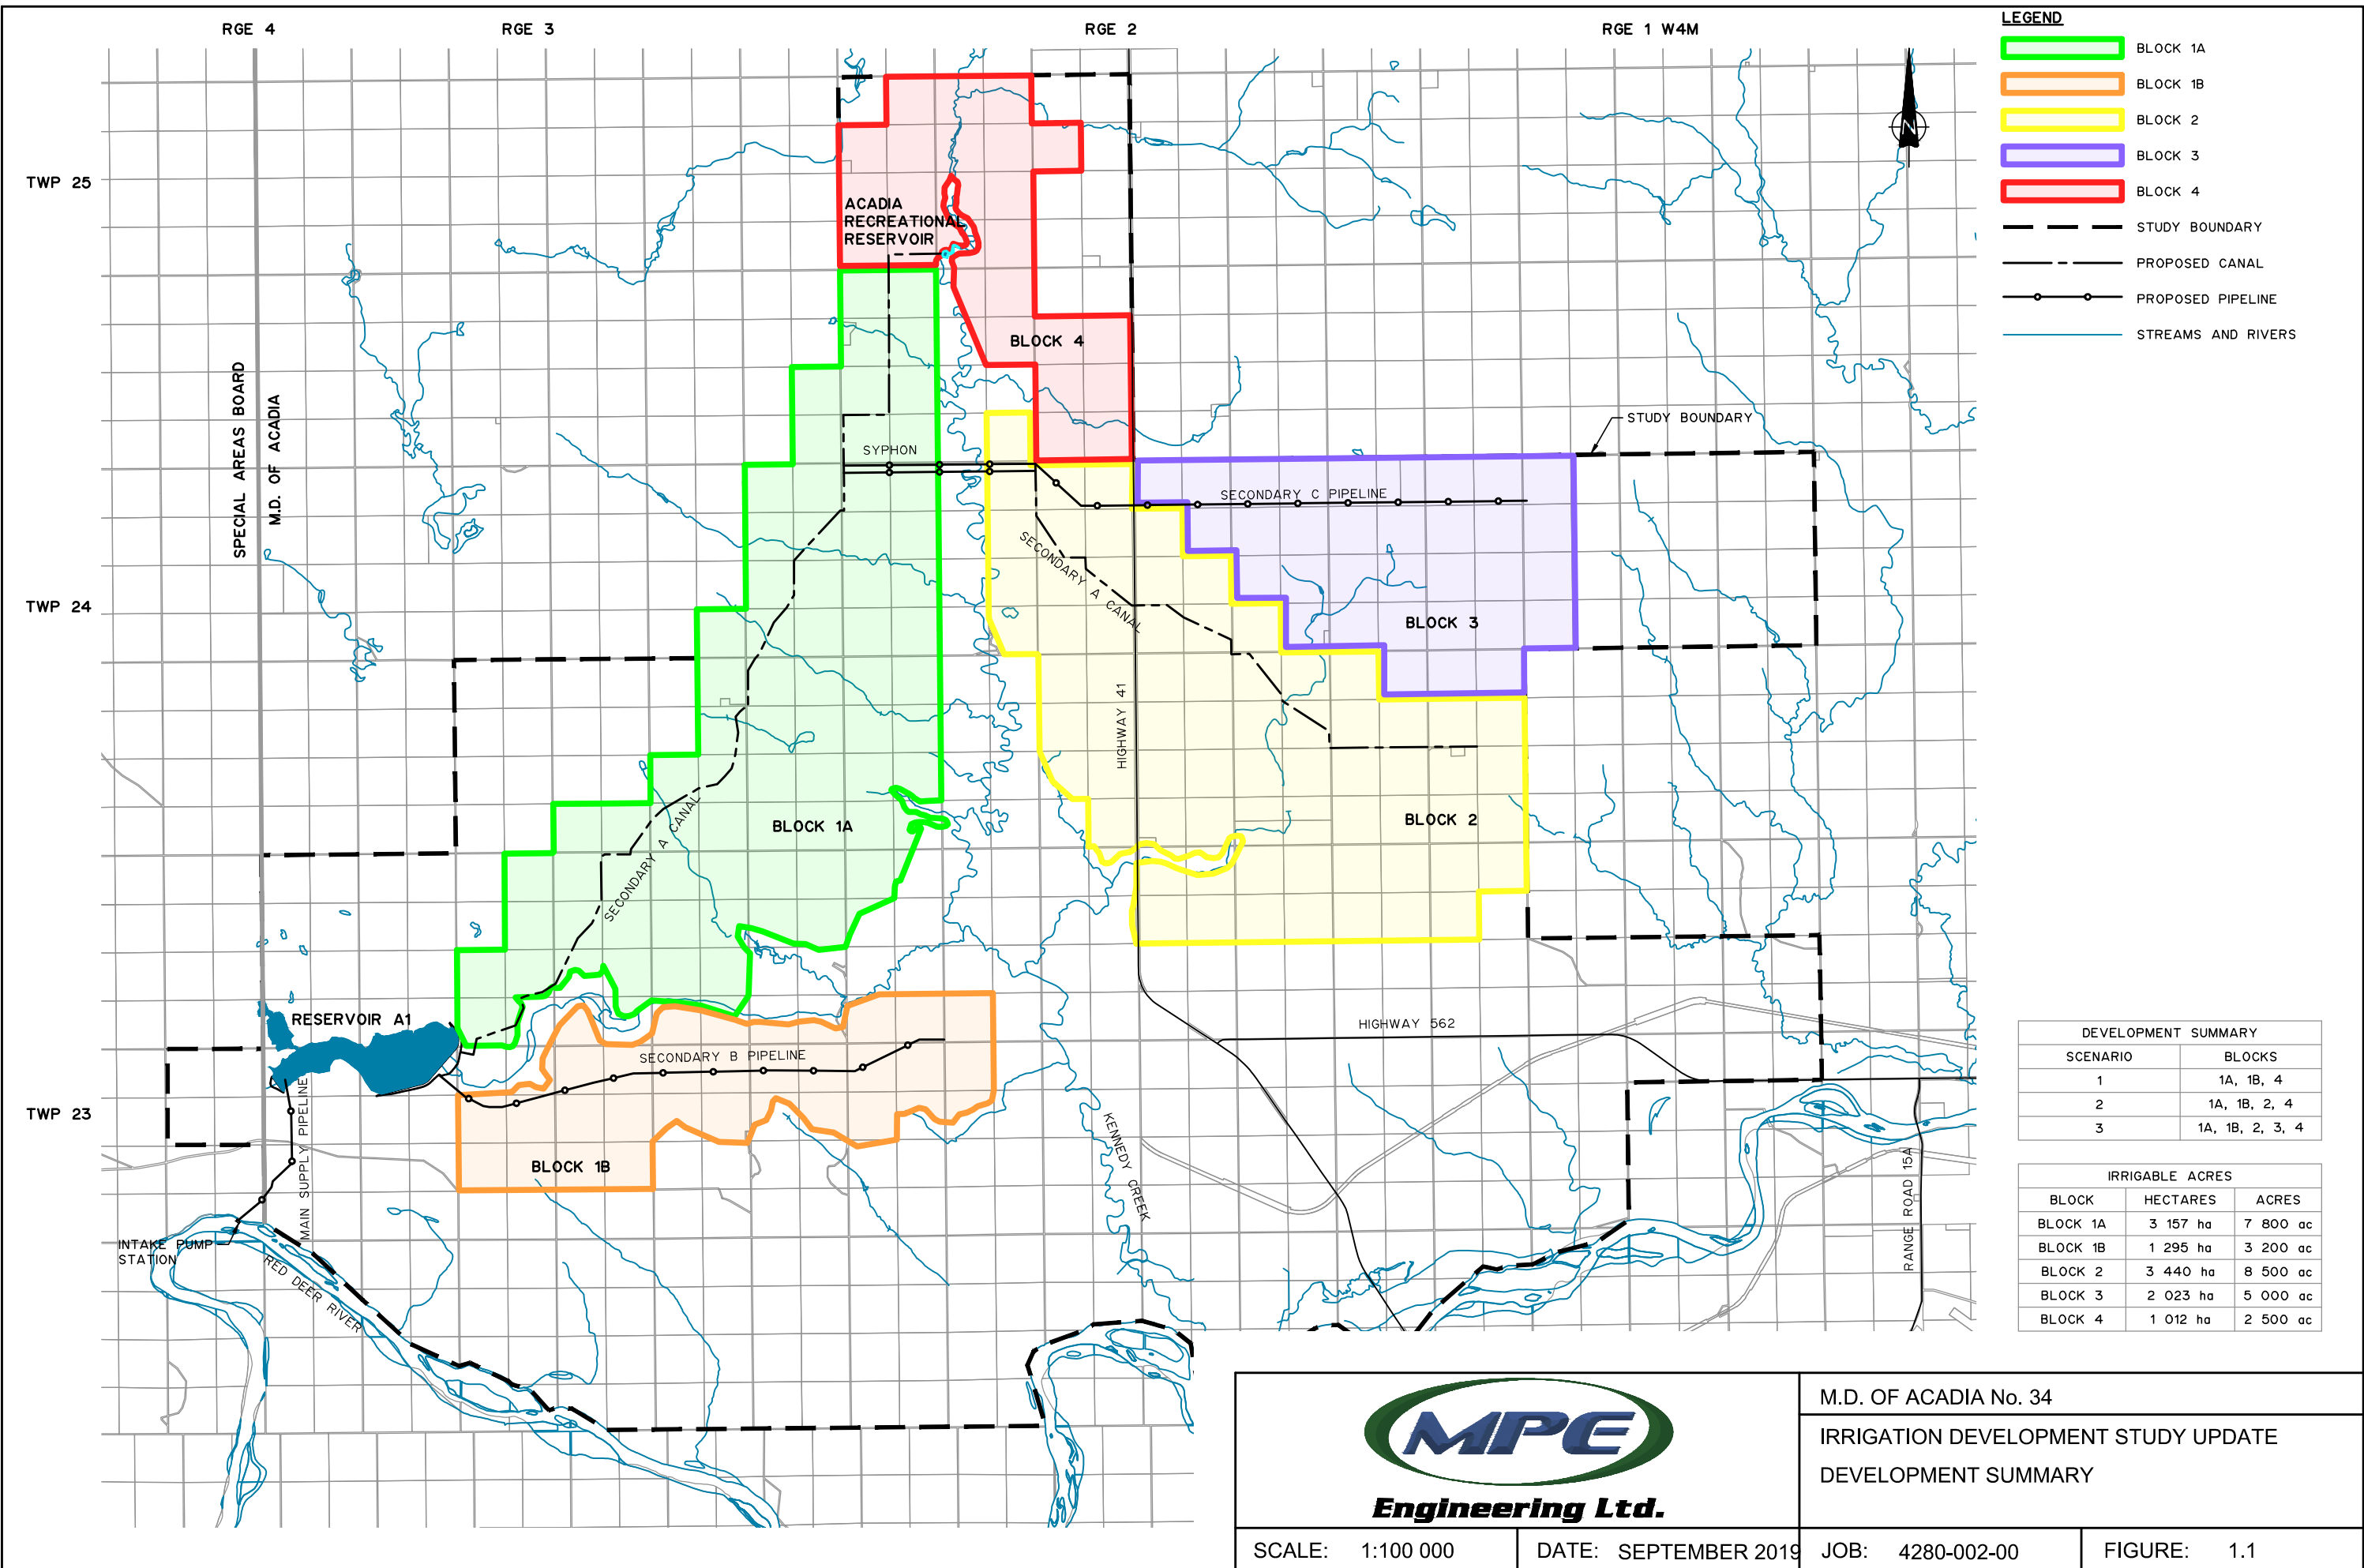 RGE 4
RGE 3
RGE 2
RGE 1 W4M
LEGEND
BLOCK 1A
BLOCK 1B
BLOCK 2
BLOCK 3
BLOCK 4
STUDY BOUNDARY
PROPOSED CANAL
PROPOSED PIPELINE
STREAMS AND RIVERS
N
TWP 25
TWP 24
TWP 23
ACADIA
RECREATIONAL
RESERVOIR
BLOCK 4
SPECIAL AREAS BOARD
M.D. OF ACADIA
SYPHON
STUDY BOUNDARY
SECONDARY C PIPELINE
SECONDARY A CANAL
BLOCK 3
HIGHWAY 41
BLOCK 2
BLOCK 1A
SECONDARY A CANAL
RESERVOIR A1
SECONDARY B PIPELINE
HIGHWAY 562
BLOCK 1B
MAIN SUPPLY PIPELINE
KENNEDY CREEK
RANGE ROAD 15A
INTAKE PUMP
STATION
RED DEER RIVER
DEVELOPMENT SUMMARY
SCENARIO BLOCKS
1 1A, 1B, 4
2 1A, 1B, 2, 4
3 1A, 1B, 2, 3, 4
IRRIGABLE ACRES
BLOCK HECTARES ACRES
BLOCK 1A 3 157 ha 7 800 ac
BLOCK 1B 1 295 ha 3 200 ac
BLOCK 2 3 440 ha 8 500 ac
BLOCK 3 2 023 ha 5 000 ac
BLOCK 4 1 012 ha 2 500 ac
MPE
Engineering Ltd.
M.D. OF ACADIA No. 34
IRRIGATION DEVELOPMENT STUDY UPDATE
DEVELOPMENT SUMMARY
SCALE: 1:100 000
DATE: SEPTEMBER 2019
JOB: 4280-002-00
FIGURE: 1.1